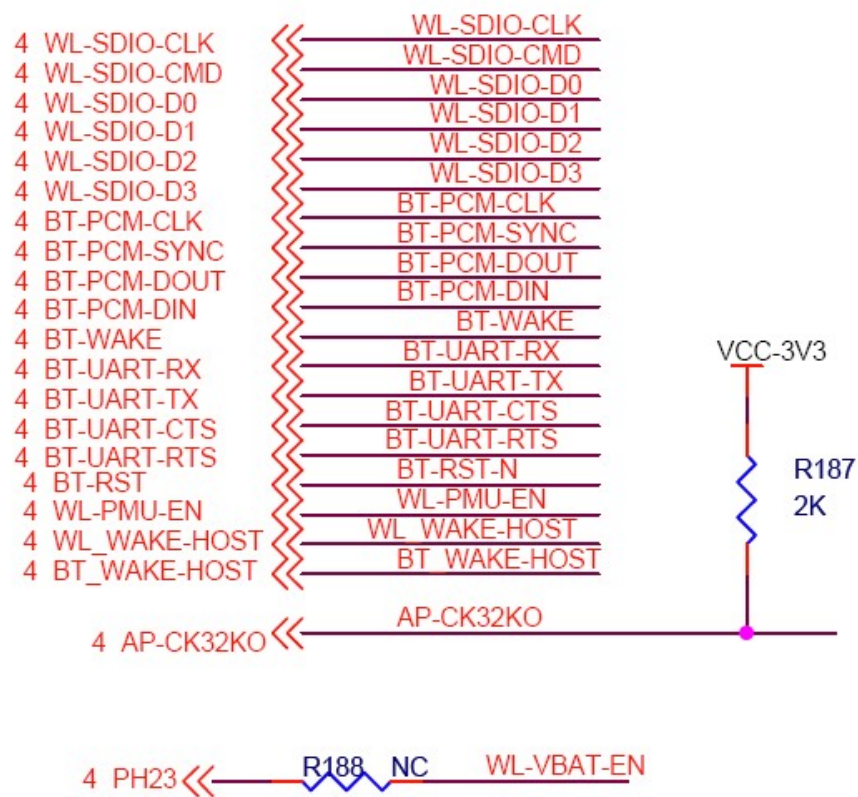 4 WL-SDIO-CLK WL-SDIO-CLK
4 WL-SDIO-CMD WL-SDIO-CMD
4 WL-SDIO-D0 WL-SDIO-D0
4 WL-SDIO-D1 WL-SDIO-D1
4 WL-SDIO-D2 WL-SDIO-D2
4 WL-SDIO-D3 WL-SDIO-D3
4 BT-PCM-CLK BT-PCM-CLK
4 BT-PCM-SYNC BT-PCM-SYNC
4 BT-PCM-DOUT BT-PCM-DOUT
4 BT-PCM-DIN BT-PCM-DIN
4 BT-WAKE BT-WAKE
4 BT-UART-RX BT-UART-RX
4 BT-UART-TX BT-UART-TX
4 BT-UART-CTS BT-UART-CTS
4 BT-UART-RTS BT-UART-RTS
4 BT-RST BT-RST-N
4 WL-PMU-EN WL-PMU-EN
4 WL_WAKE-HOST WL_WAKE-HOST
4 BT_WAKE-HOST BT_WAKE-HOST
VCC-3V3
R187
2K
4 AP-CK32KO AP-CK32KO
4 PH23 R188 NC WL-VBAT-EN